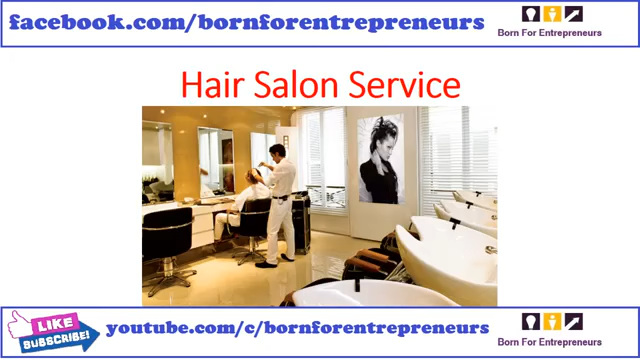 facebook.com/bornforentrepreneurs
Born For Entrepreneurs
Hair Salon Service
LIKE
SUBSCRIBE!
youtube.com/c/bornforentrepreneurs
Born For Entrepreneurs